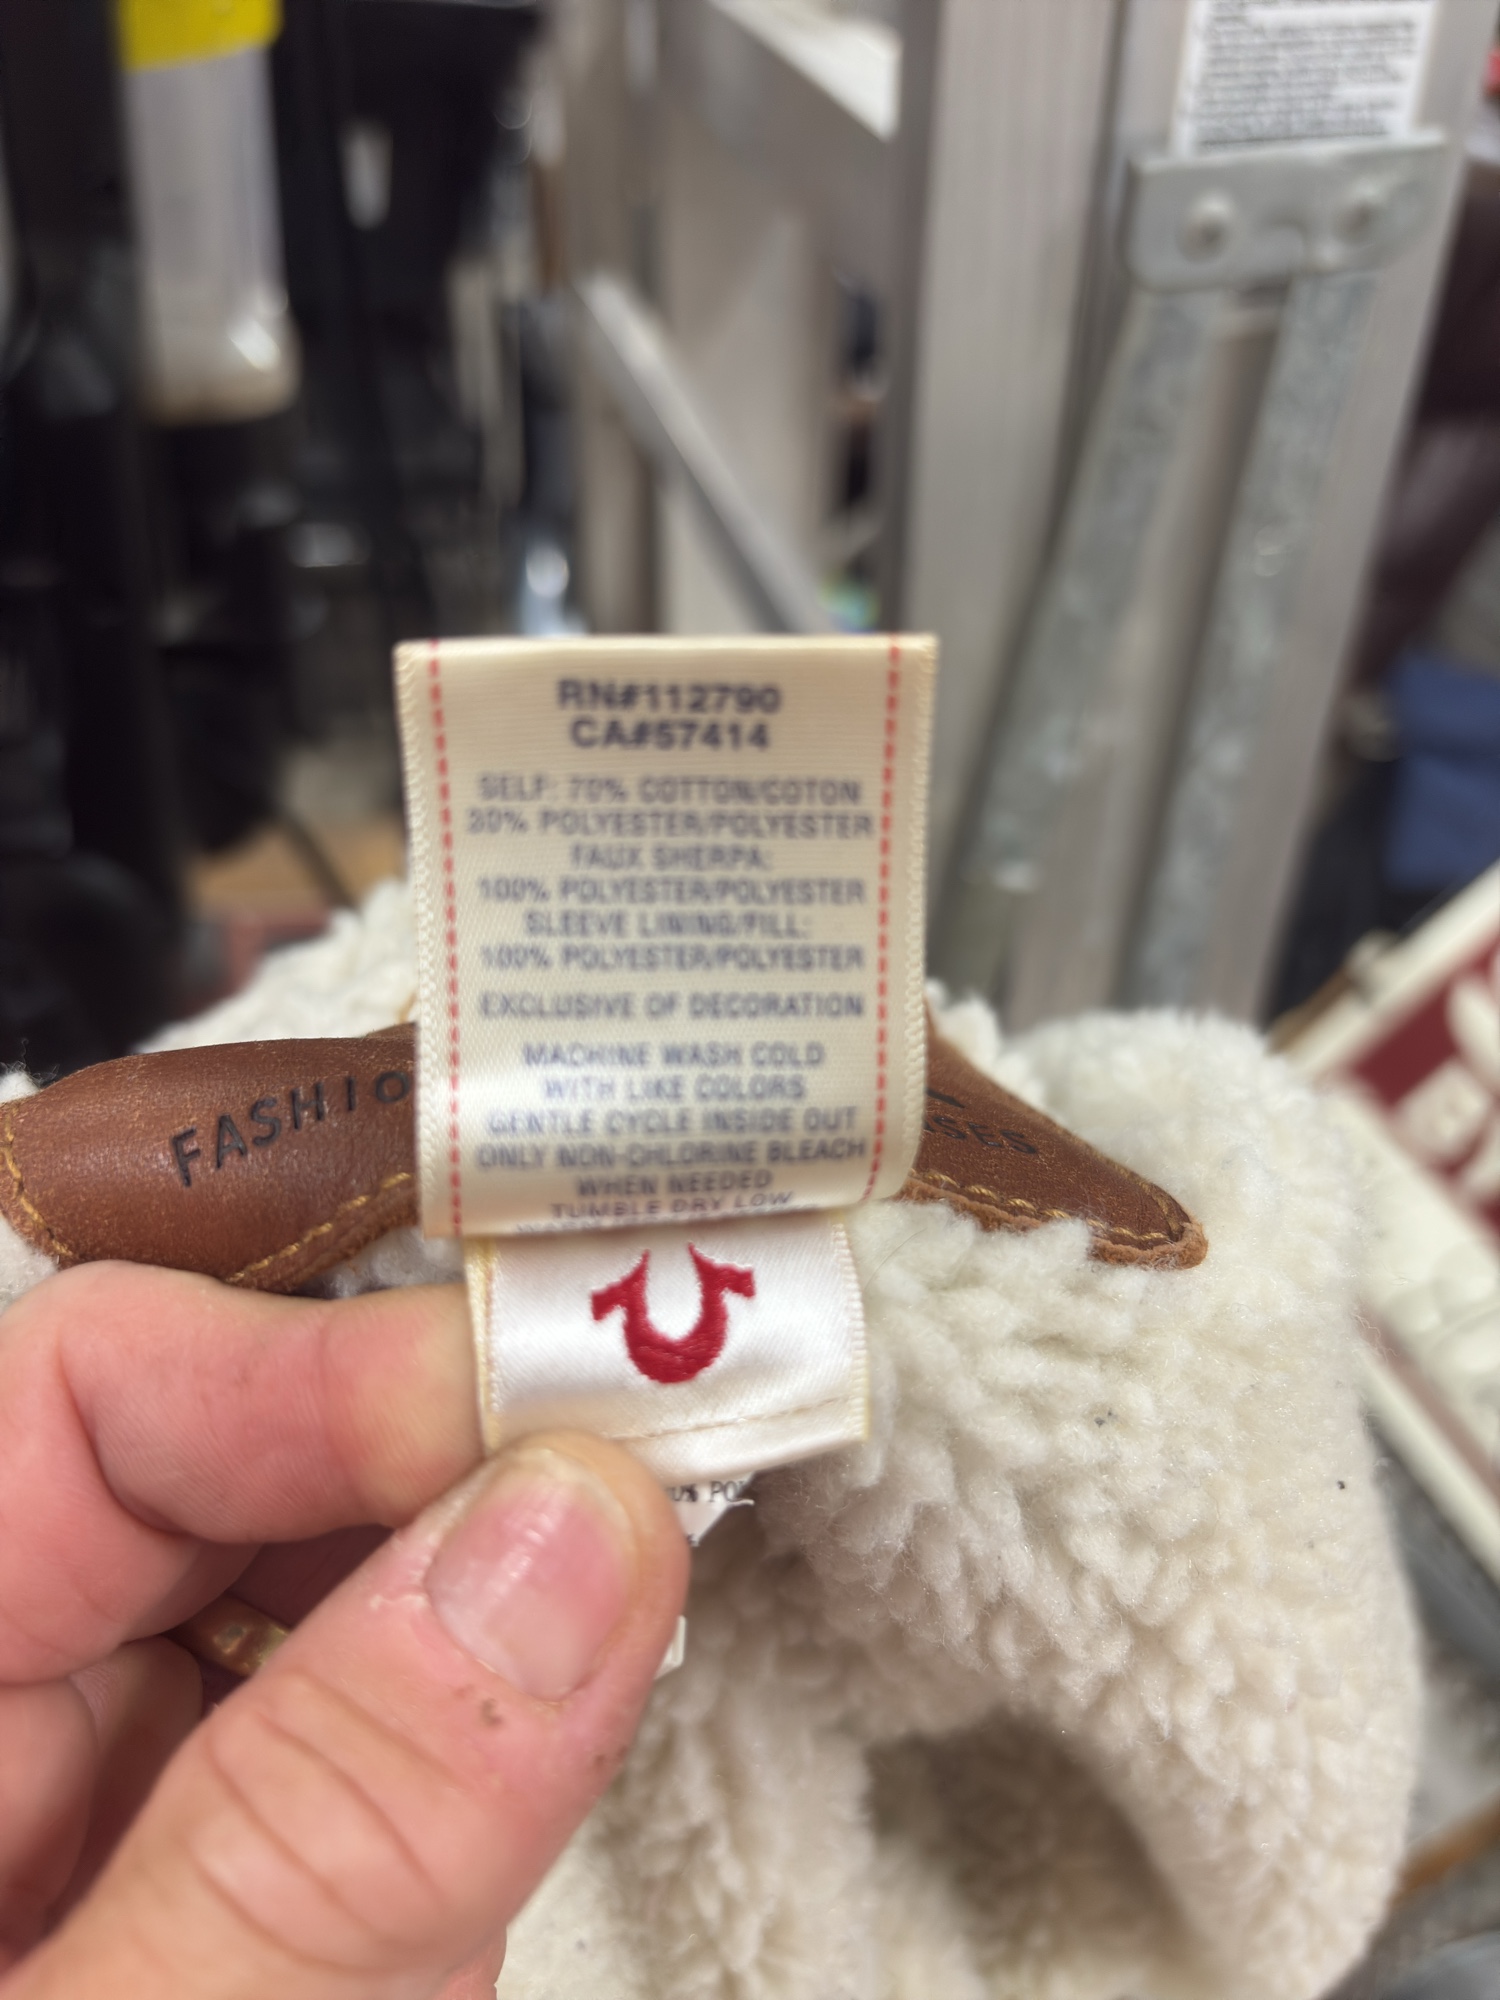 RN#112790
CA#57414
SELF: 70% COTTON/COTON
30% POLYESTER/POLYESTER
FAUX SHERPA:
100% POLYESTER/POLYESTER
SLEEVE LINING/FILL:
100% POLYESTER/POLYESTER
EXCLUSIVE OF DECORATION
MACHINE WASH COLD
WITH LIKE COLORS
GENTLE CYCLE INSIDE OUT
ONLY NON-CHLORINE BLEACH
WHEN NEEDED
TUMBLE DRY LOW
FASHIO